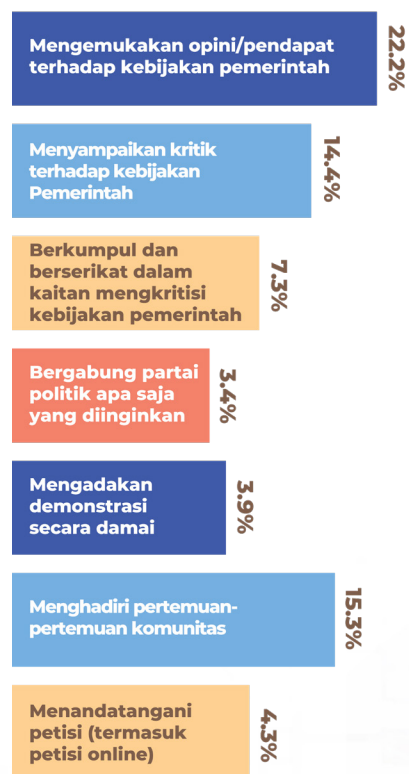 Mengemukakan opini/pendapat
terhadap kebijakan pemerintah
22.2%
Menyampaikan kritik
terhadap kebijakan
Pemerintah
14.4%
Berkumpul dan
berserikat dalam
kaitan mengkritisi
kebijakan pemerintah
7.3%
Bergabung partai
politik apa saja
yang diinginkan
3.4%
Mengadakan
demonstrasi
secara damai
3.9%
Menghadiri pertemuan-
pertemuan komunitas
15.3%
Menandatangani
petisi (termasuk
petisi online)
4.3%